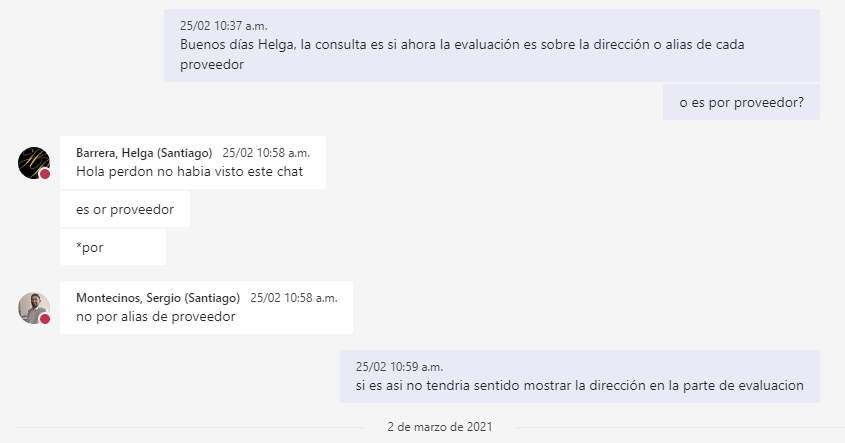 25/02 10:37 a.m.
Buenos días Helga, la consulta es si ahora la evaluación es sobre la dirección o alias de cada
proveedor
o es por proveedor?
Barrera, Helga (Santiago) 25/02 10:58 a.m.
Hola perdon no habia visto este chat
es or proveedor
*por
Montecinos, Sergio (Santiago) 25/02 10:58 a.m.
no por alias de proveedor
25/02 10:59 a.m.
si es asi no tendria sentido mostrar la dirección en la parte de evaluacion
2 de marzo de 2021